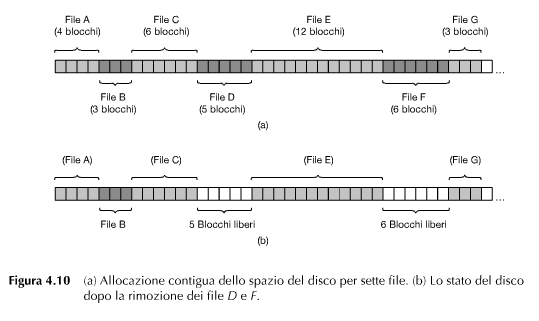 File A
(4 blocchi)
File C
(6 blocchi)
File E
(12 blocchi)
File G
(3 blocchi)
...
File B
(3 blocchi)
File D
(5 blocchi)
File F
(6 blocchi)
(a)
(File A)
(File C)
(File E)
(File G)
...
File B
5 Blocchi liberi
6 Blocchi liberi
(b)
Figura 4.10 (a) Allocazione contigua dello spazio del disco per sette file. (b) Lo stato del disco
dopo la rimozione dei file D e F.